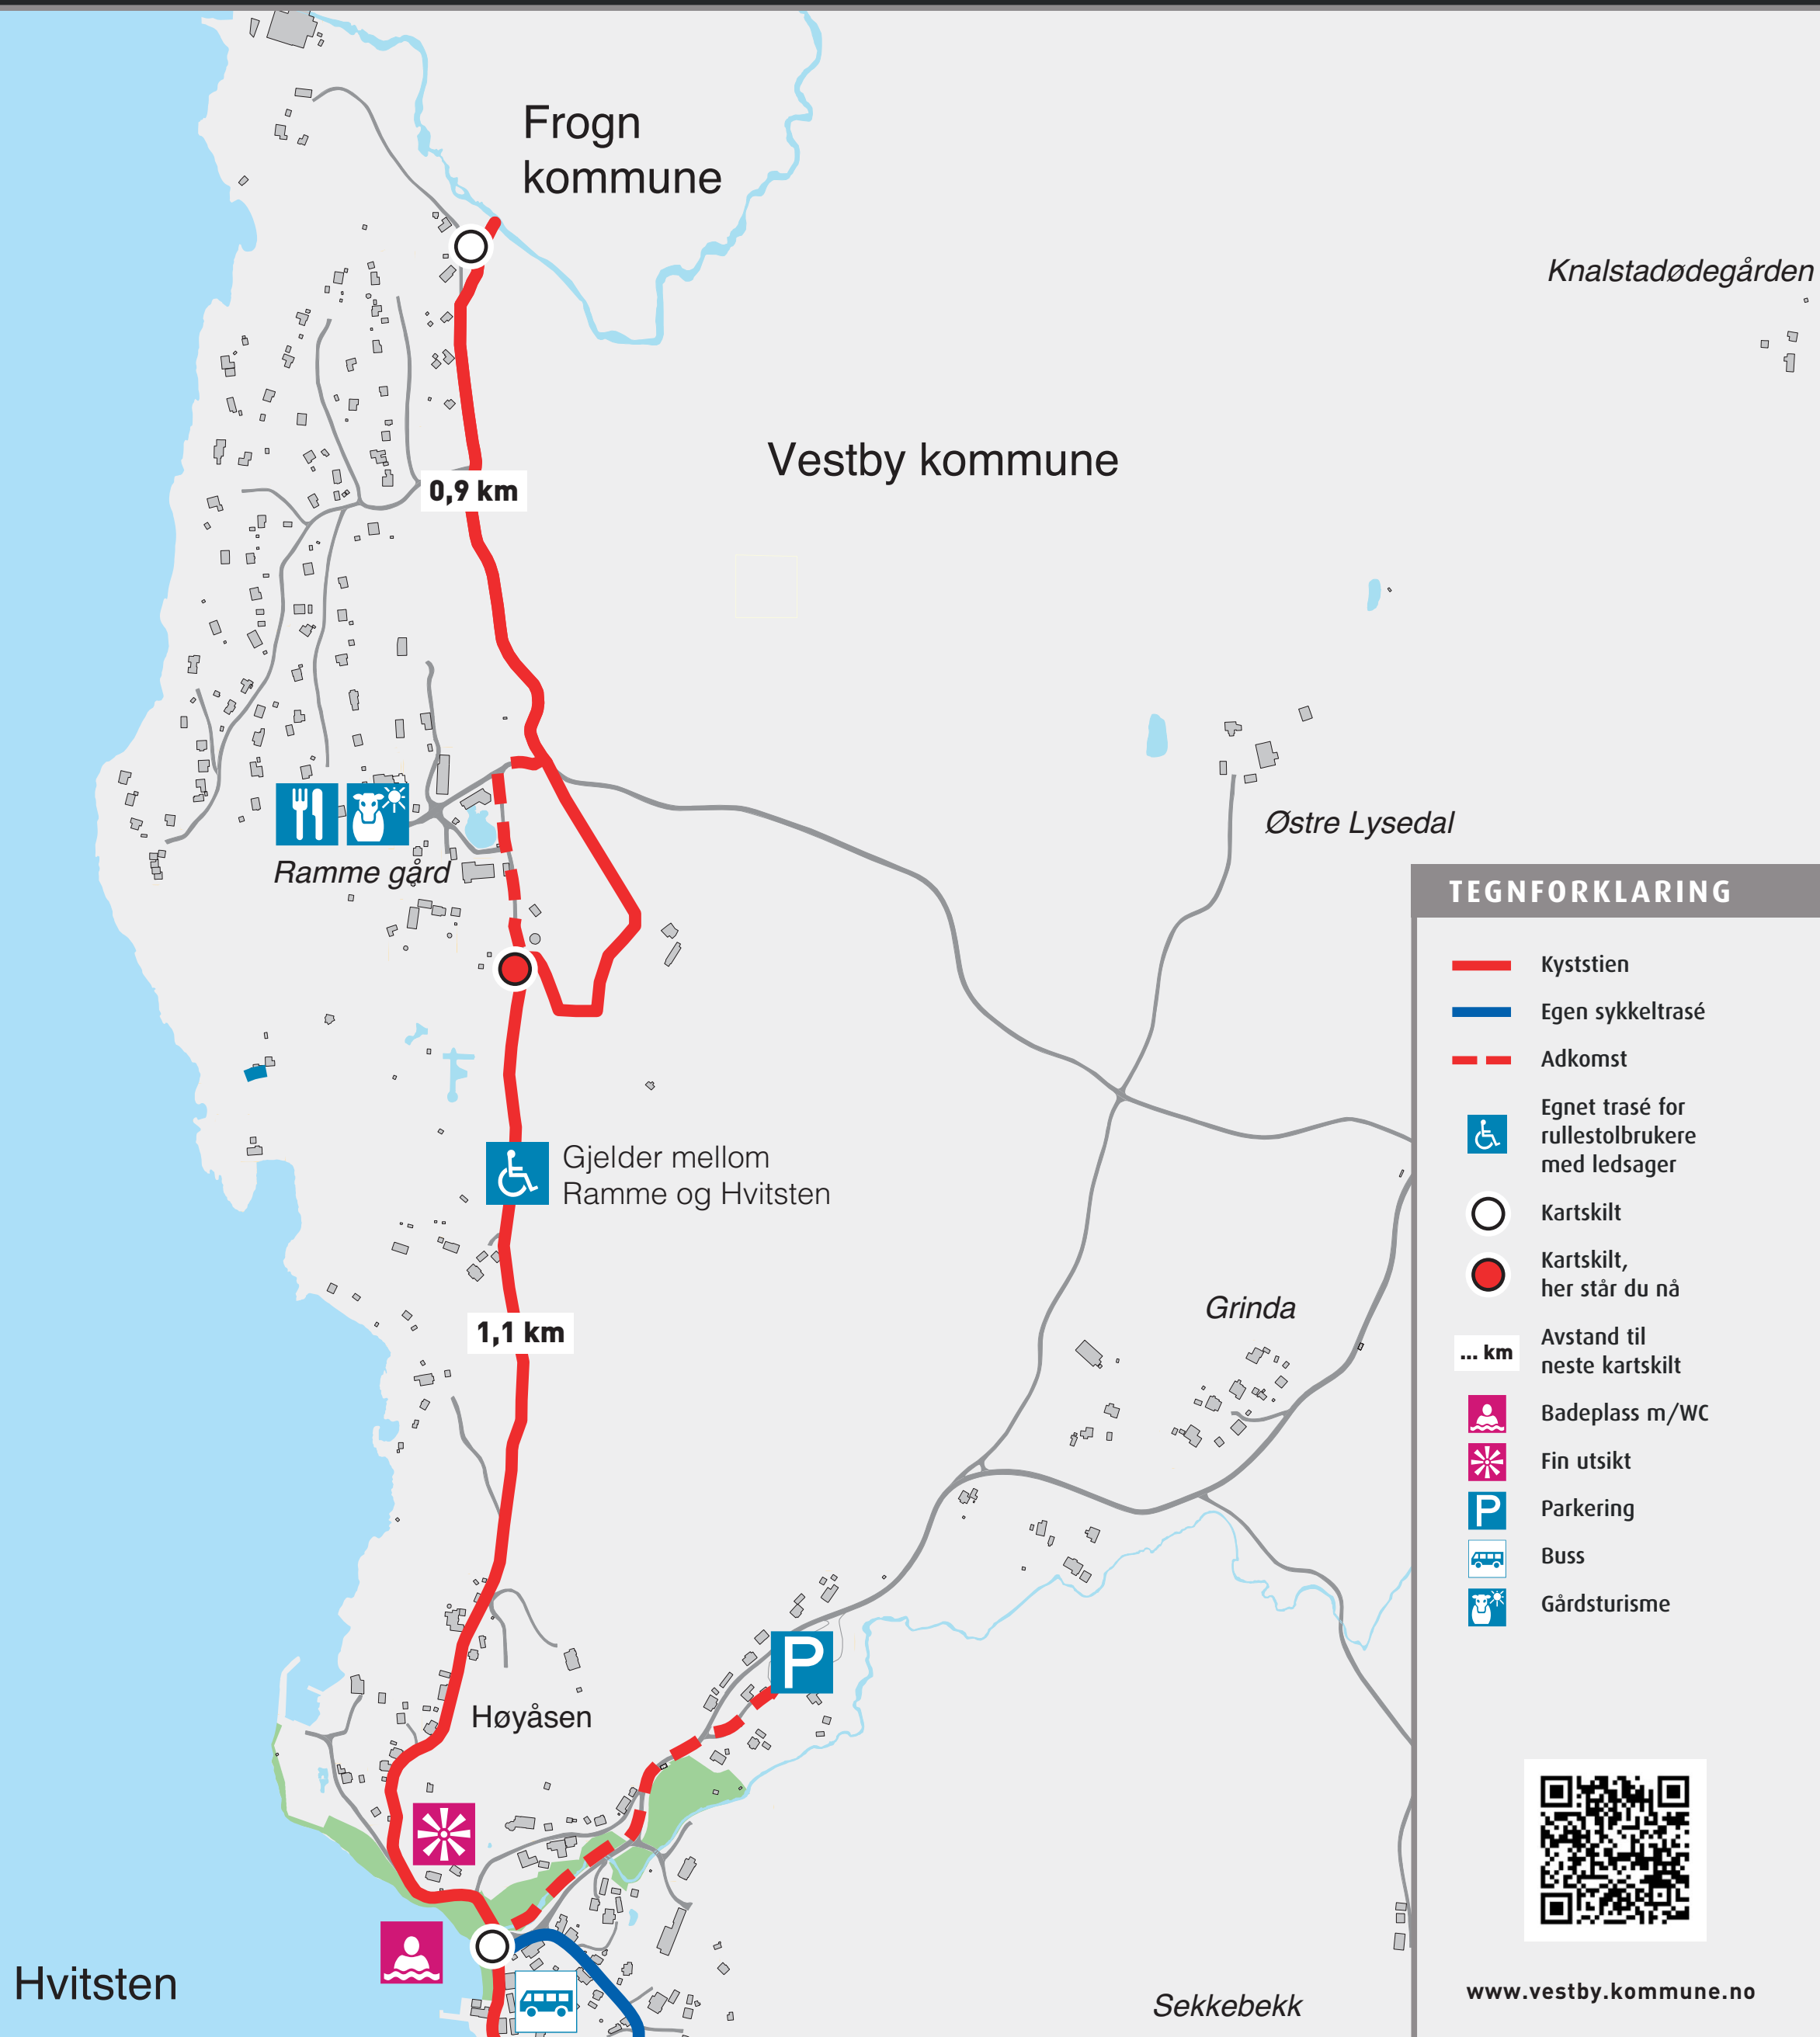 Frogn
kommune
Knalstadødegården
Vestby kommune
0,9 km
Østre Lysedal
Ramme gård
Gjelder mellom
Ramme og Hvitsten
Grinda
1,1 km
Høyåsen
Hvitsten
Sekkebekk
P
TEGNFORKLARING
Kyststien
Egen sykkeltrasé
Adkomst
Egnet trasé for
rullestolbrukere
med ledsager
Kartskilt
Kartskilt,
her står du nå
... km
Avstand til
neste kartskilt
Badeplass m/WC
Fin utsikt
P
Parkering
Buss
Gårdsturisme
www.vestby.kommune.no